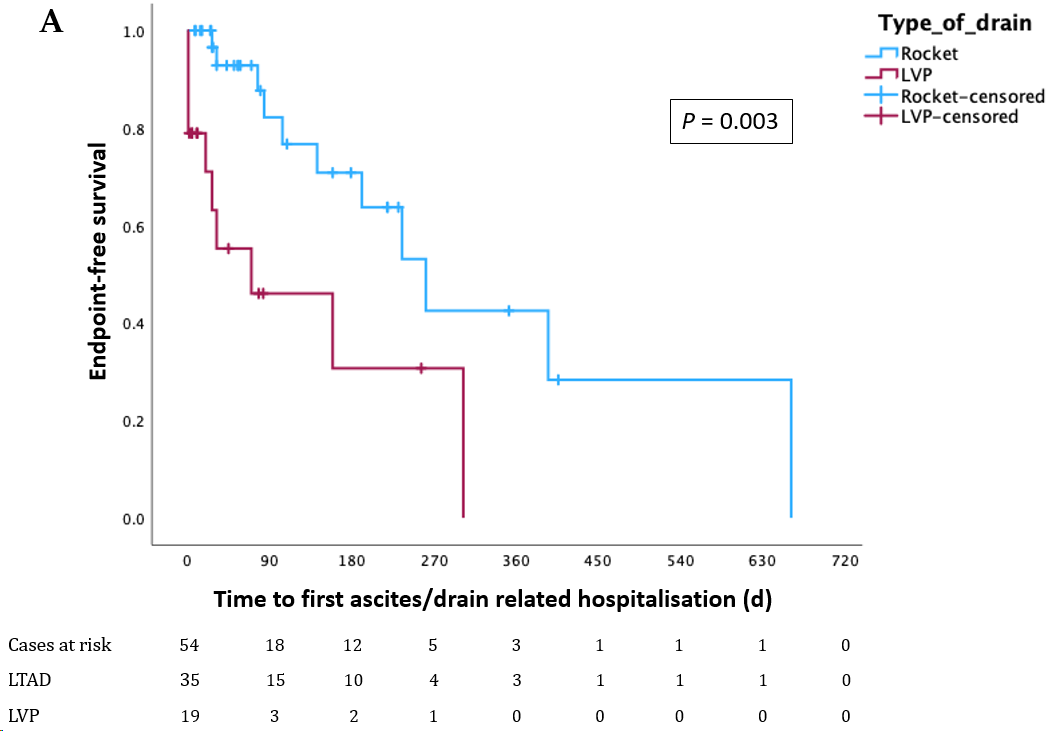 A
Type_of_drain
Rocket
LVP
Rocket-censored
LVP-censored
P = 0.003
1.0
0.8
0.6
0.4
0.2
0.0
Endpoint-free survival
0 90 180 270 360 450 540 630 720
Time to first ascites/drain related hospitalisation (d)
Cases at risk 54 18 12 5 3 1 1 1 0
LTAD 35 15 10 4 3 1 1 1 0
LVP 19 3 2 1 0 0 0 0 0